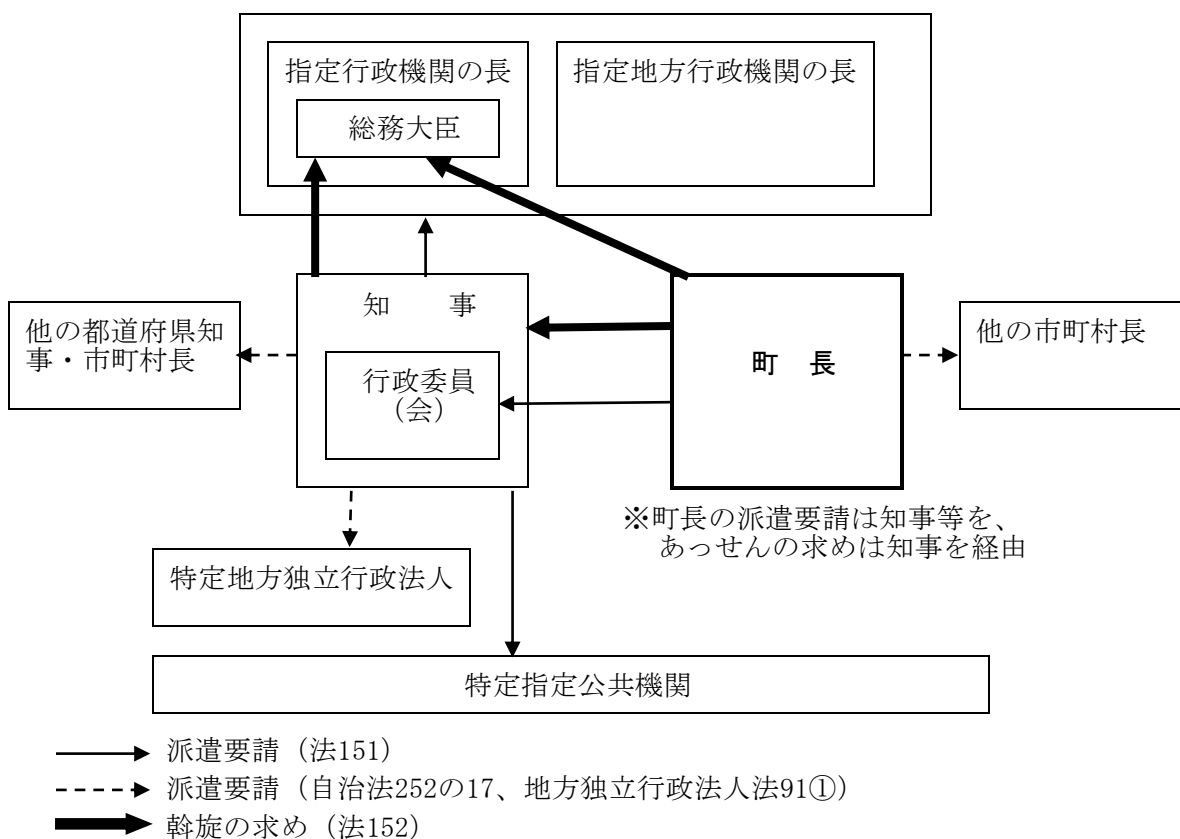 指定行政機関の長
指定地方行政機関の長
総務大臣
知 事
他の都道府県知
事・市町村長
行政委員
(会)
町 長
他の市町村長
※町長の派遣要請は知事等を、
あっせんの求めは知事を経由
特定地方独立行政法人
特定指定公共機関
派遣要請（法151）
派遣要請（自治法252の17、地方独立行政法人法91①）
斡旋の求め（法152）